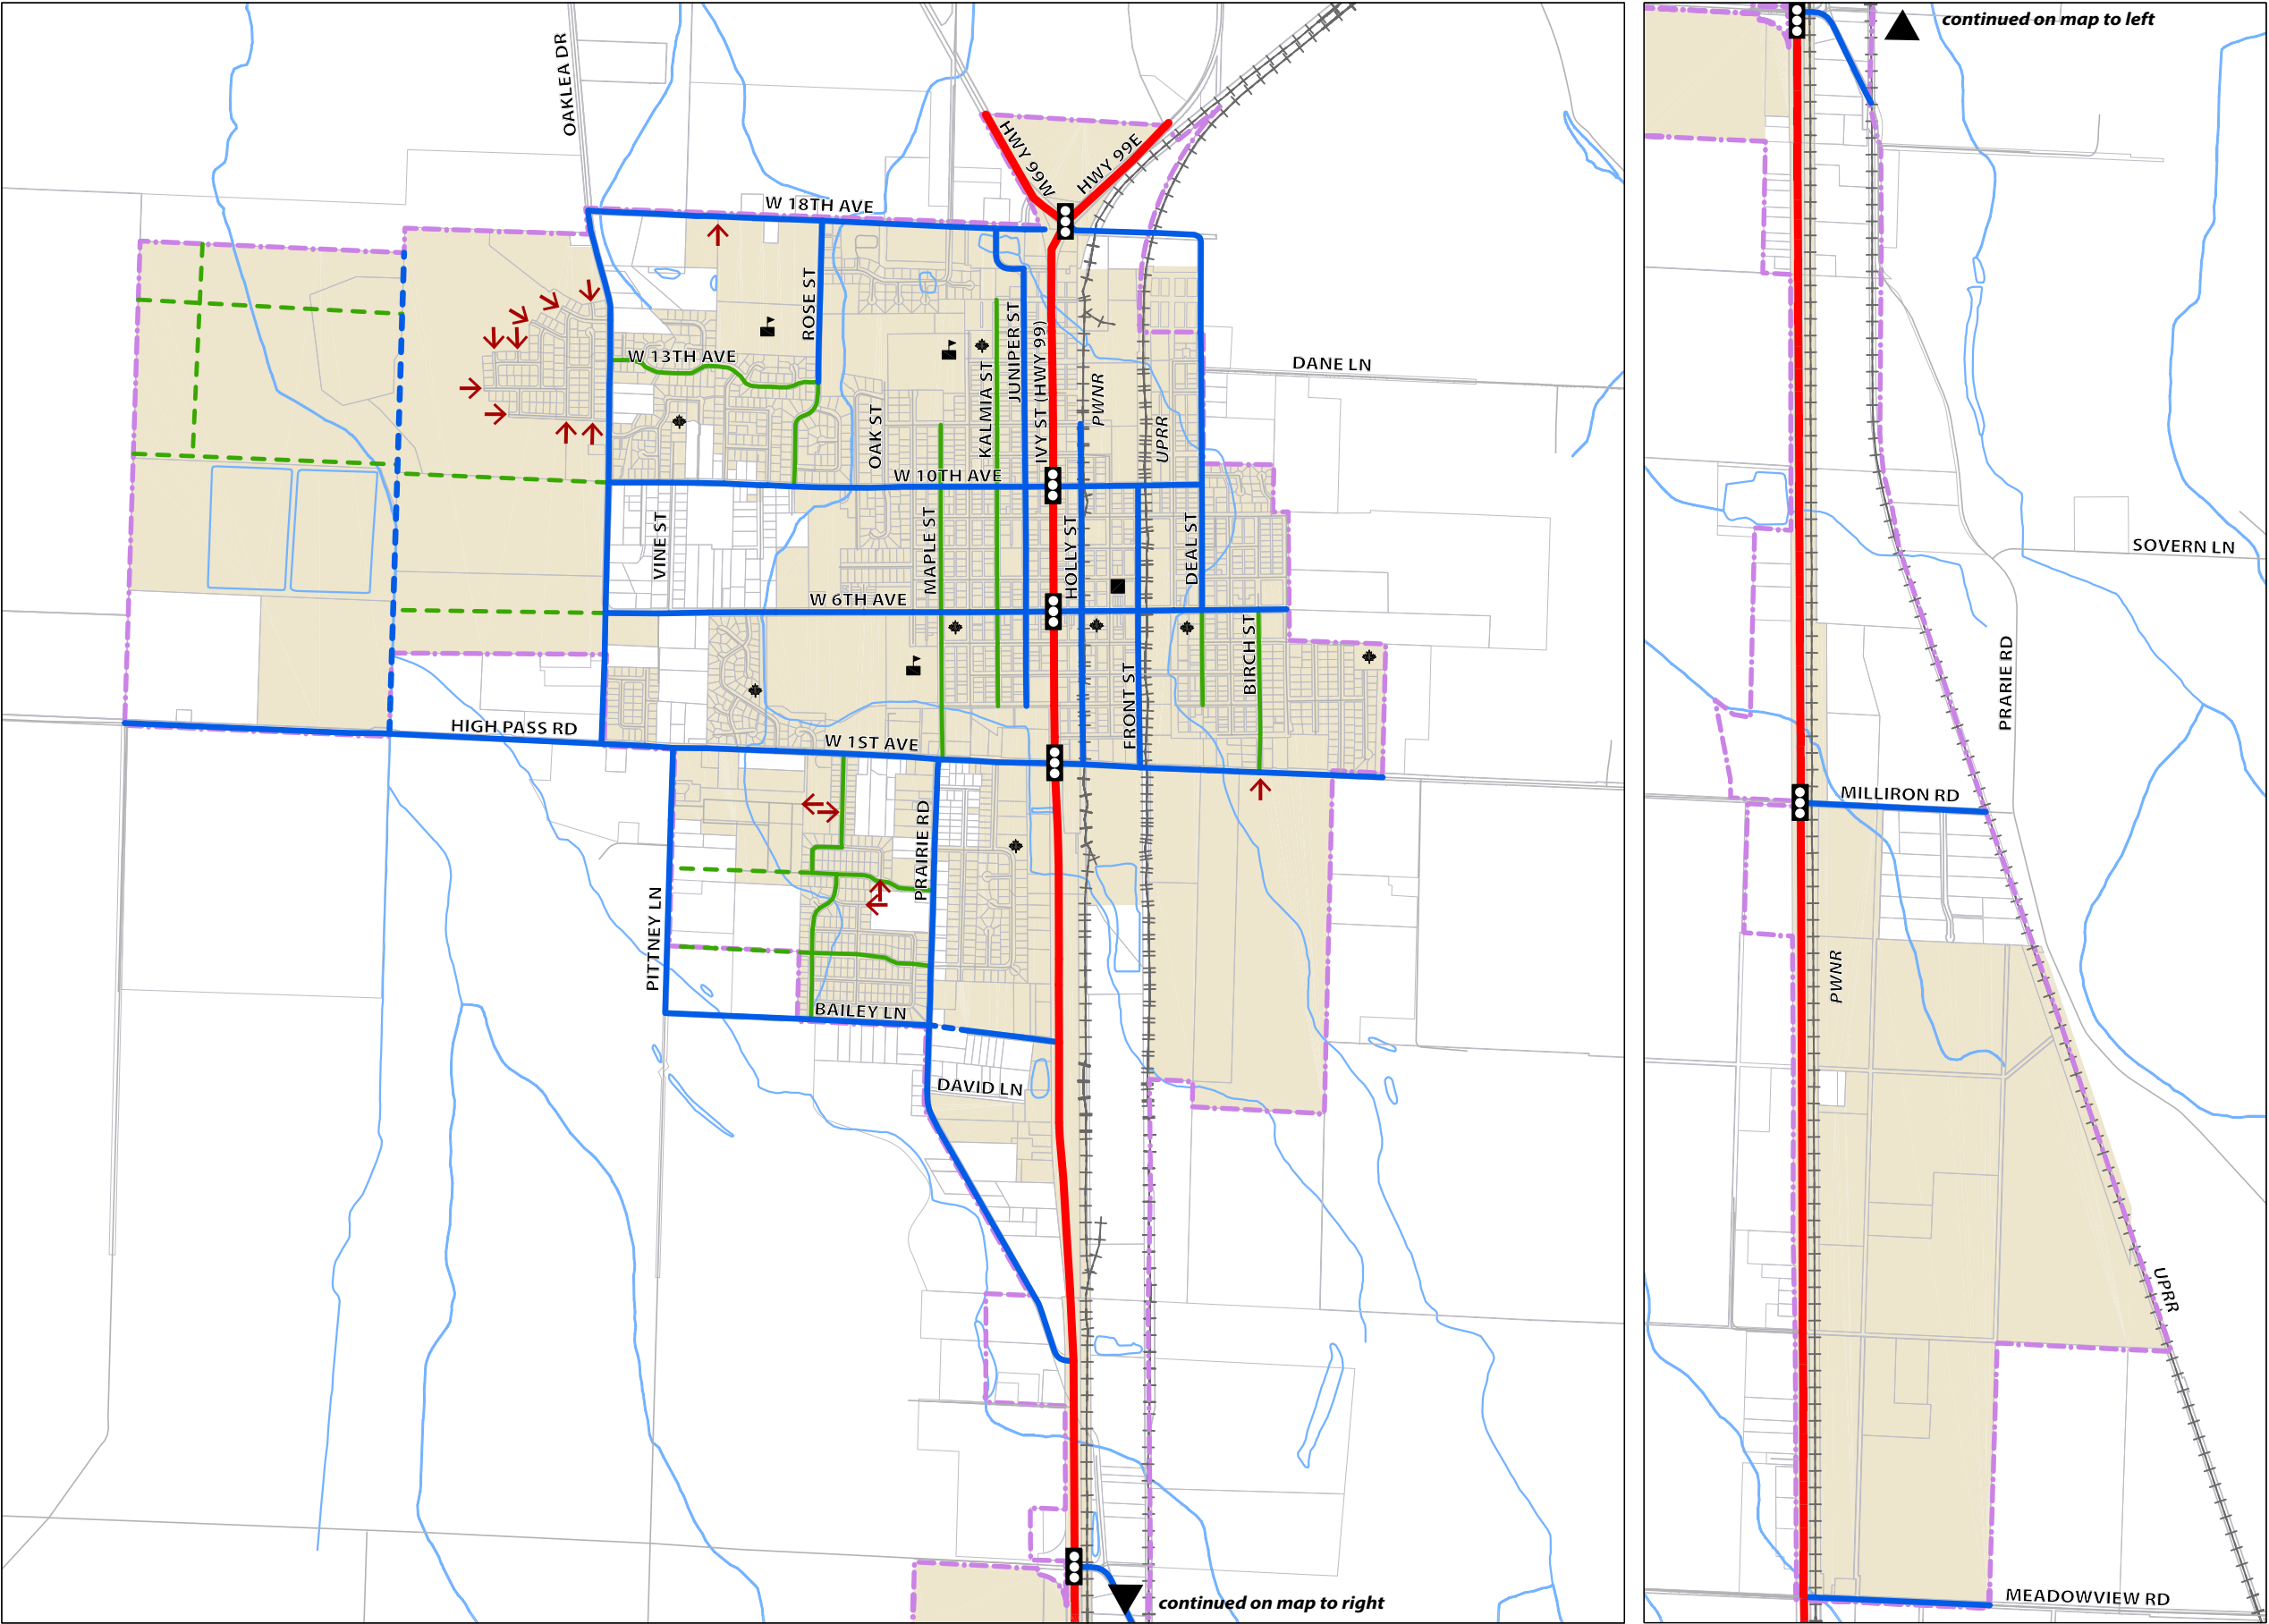 continued on map to left
OAKLEA DR
HWY 99W
HWY 99E
W 18TH AVE
ROSE ST
W 13TH AVE
JUNIPER ST
KALMIA ST
IVY ST (HWY 99)
PWNR
UPRR
DANE LN
OAK ST
W 10TH AVE
VINE ST
MAPLE ST
HOLLY ST
DEAL ST
W 6TH AVE
BIRCH ST
FRONT ST
HIGH PASS RD
W 1ST AVE
PRAIRIE RD
PITTNEY LN
BAILEY LN
DAVID LN
continued on map to right
SOVERN LN
PRARIE RD
MILLIRON RD
PWNR
UPRR
MEADOWVIEW RD